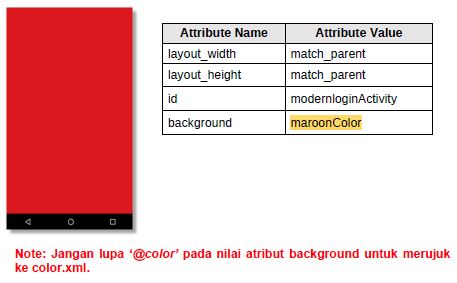 Attribute Name Attribute Value
layout_width match_parent
layout_height match_parent
id modernloginActivity
background maroonColor
Note: Jangan lupa ‘@color’ pada nilai atribut background untuk merujuk
ke color.xml.